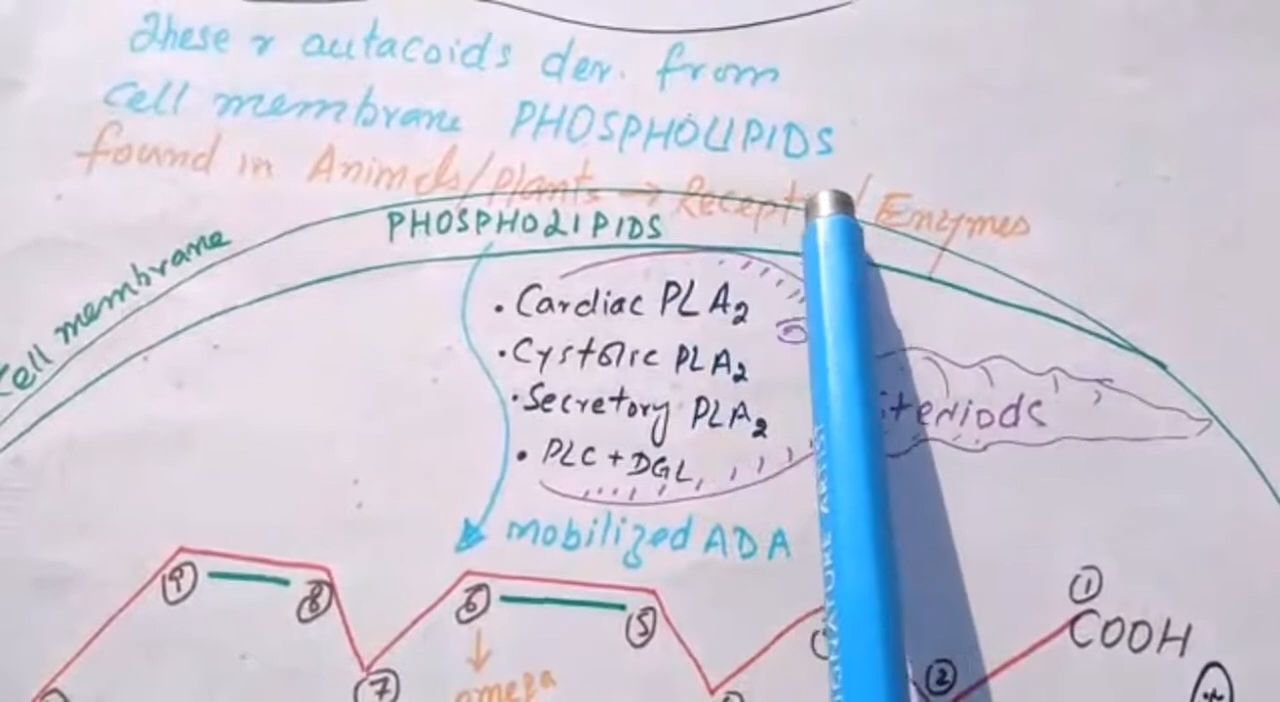 These r autacoids der. from
Cell membrane PHOSPHOLIPIDS
found in Animals/Plants → Recept / Enzymes
Cell membrane
PHOSPHOLIPIDS
• Cardiac PLA2
• Cystolic PLA2
• Secretory PLA2
• PLC + DGL
teriods
mobilized ADA
9 8 6 5 1
COOH
7 2
omega